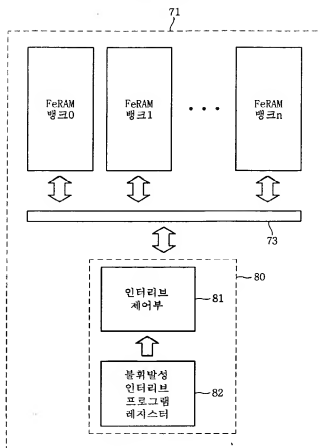 71
FeRAM
뱅크0
FeRAM
뱅크1
• • •
FeRAM
뱅크n
73
80
인터리브
제어부
81
불휘발성
인터리브
프로그램
레지스터
82